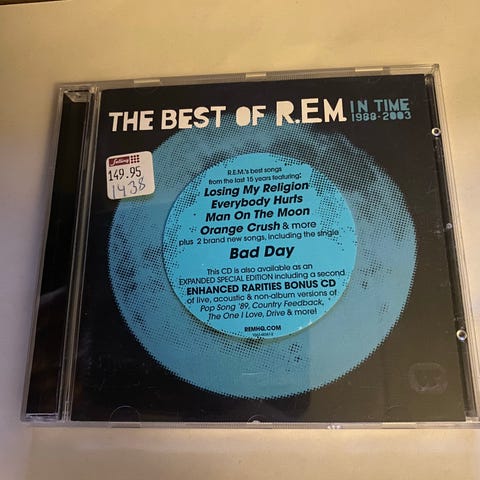 THE BEST OF R.E.M. IN TIME
1988-2003
149.95
1438
R.E.M.'s best songs
from the last 15 years featuring:
Losing My Religion
Everybody Hurts
Man On The Moon
Orange Crush & more
plus 2 brand new songs, including the single
Bad Day
This CD is also available as an
EXPANDED SPECIAL EDITION including a second
ENHANCED RARITIES BONUS CD
of live, acoustic & non-album versions of
Pop Song '89, Country Feedback,
The One I Love, Drive & more!
REMHQ.COM